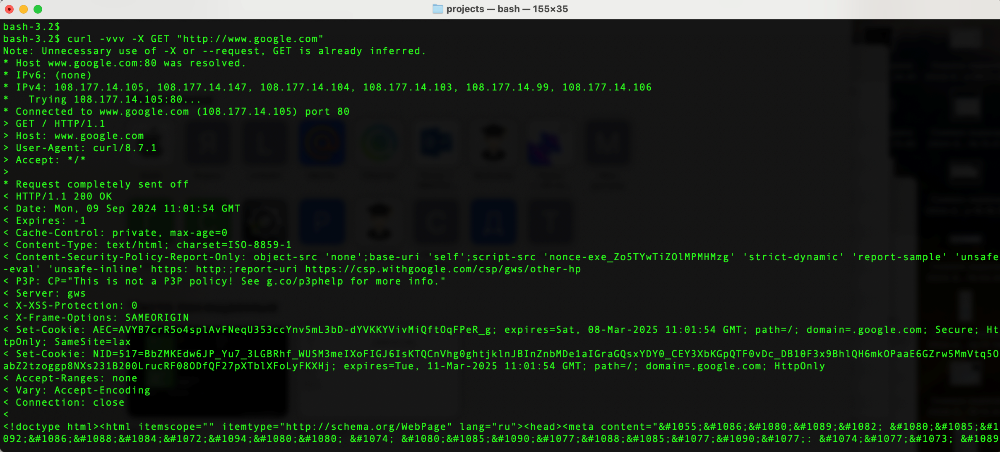 projects — bash — 155×35
bash-3.2$
bash-3.2$ curl -vvv -X GET "http://www.google.com"
Note: Unnecessary use of -X or --request, GET is already inferred.
* Host www.google.com:80 was resolved.
* IPv6: (none)
* IPv4: 108.177.14.105, 108.177.14.147, 108.177.14.104, 108.177.14.103, 108.177.14.99, 108.177.14.106
*   Trying 108.177.14.105:80...
* Connected to www.google.com (108.177.14.105) port 80
> GET / HTTP/1.1
> Host: www.google.com
> User-Agent: curl/8.7.1
> Accept: */*
>
* Request completely sent off
< HTTP/1.1 200 OK
< Date: Mon, 09 Sep 2024 11:01:54 GMT
< Expires: -1
< Cache-Control: private, max-age=0
< Content-Type: text/html; charset=ISO-8859-1
< Content-Security-Policy-Report-Only: object-src 'none';base-uri 'self';script-src 'nonce-exe_Zo5TYwTiZOlMPMHMzg' 'strict-dynamic' 'report-sample' 'unsafe
-eval' 'unsafe-inline' https: http:;report-uri https://csp.withgoogle.com/csp/gws/other-hp
< P3P: CP="This is not a P3P policy! See g.co/p3phelp for more info."
< Server: gws
< X-XSS-Protection: 0
< X-Frame-Options: SAMEORIGIN
< Set-Cookie: AEC=AVYB7crR5o4splAvFNeqU353ccYnv5mL3bD-dYVKKYVivMiQftOqFPeR_g; expires=Sat, 08-Mar-2025 11:01:54 GMT; path=/; domain=.google.com; Secure; Ht
tpOnly; SameSite=lax
< Set-Cookie: NID=517=BbZMKEdw6JP_Yu7_3LGBRhf_WUSM3meIXoFIGJ6IsKTQCnVhg0ghtjklnJBInZnbMDe1aIGraGQsxYDY0_CEY3XbKGpQTF0vDc_DB10F3x9BhlQH6mkOPaaE6GZrw5MmVtq5O
abZ2tzoggp8NXs231B200LrucRF08ODfQF27pXTblXFoLyFKXHj; expires=Tue, 11-Mar-2025 11:01:54 GMT; path=/; domain=.google.com; HttpOnly
< Accept-Ranges: none
< Vary: Accept-Encoding
< Connection: close
<
<!doctype html><html itemscope="" itemtype="http://schema.org/WebPage" lang="ru"><head><meta content="&#1055;&#1086;&#1080;&#1089;&#1082; &#1080;&#1085;&#1
092;&#1086;&#1088;&#1084;&#1072;&#1094;&#1080;&#1080; &#1074; &#1080;&#1085;&#1090;&#1077;&#1088;&#1085;&#1077;&#1090;&#1077;: &#1074;&#1077;&#1073; &#1089